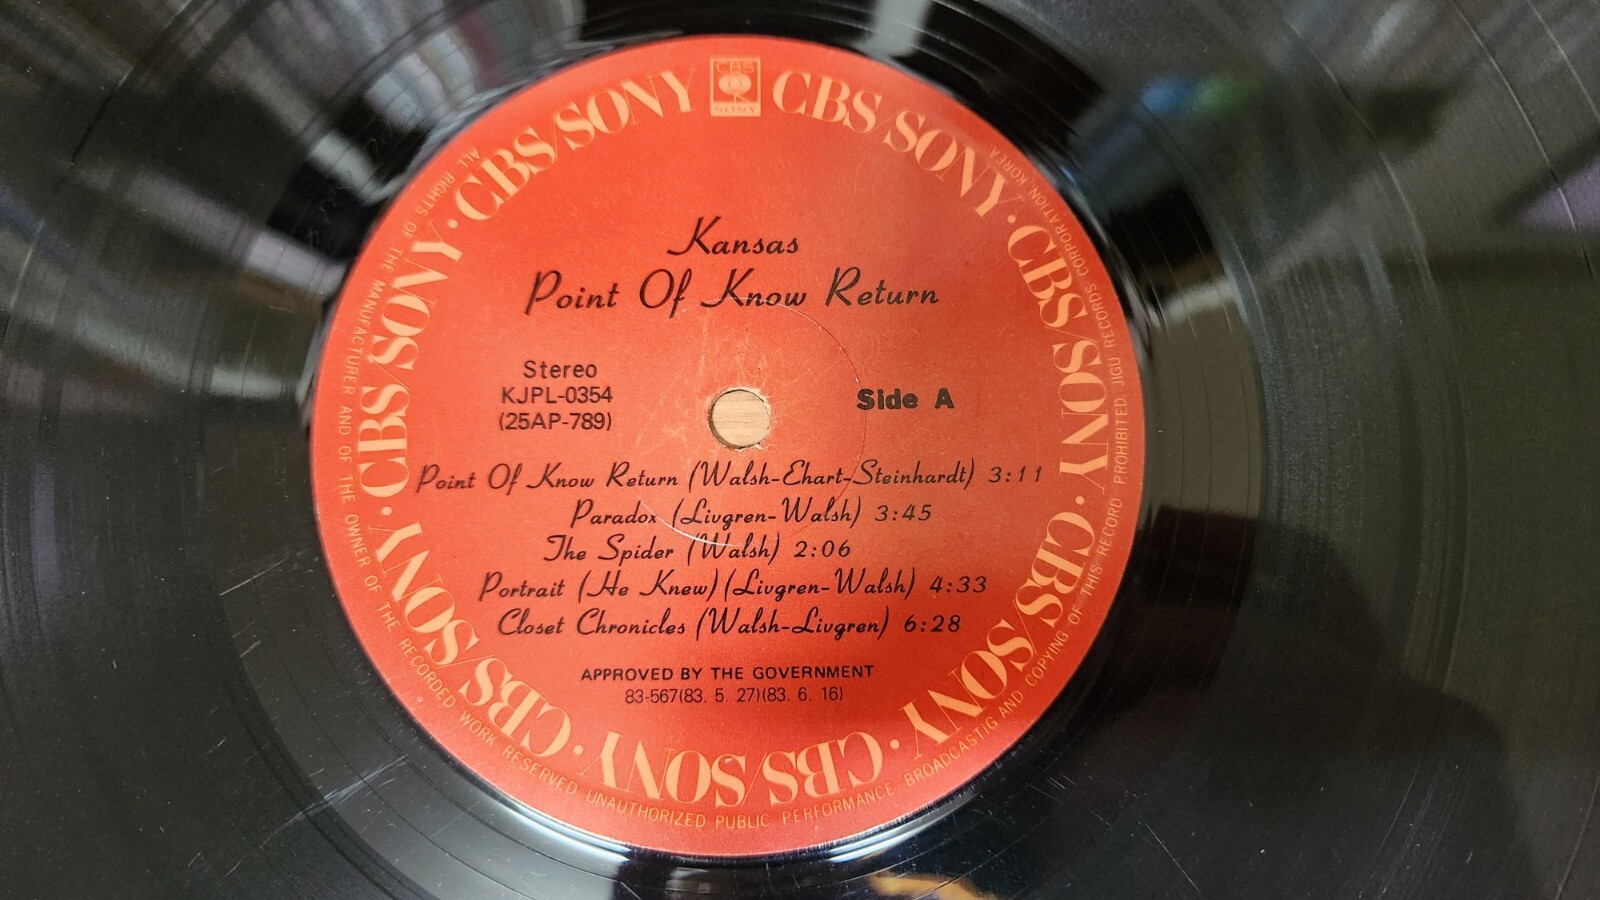 CBS
SONY
CBS/SONY · CBS/SONY · CBS/SONY · CBS/SONY · CBS/SONY · CBS/SONY · CBS/SONY · CBS/SONY
Kansas
Point Of Know Return
Stereo
KJPL-0354
(25AP-789)
Side A
Point Of Know Return (Walsh-Ehart-Steinhardt) 3:11
Paradox (Livgren-Walsh) 3:45
The Spider (Walsh) 2:06
Portrait (He Knew) (Livgren-Walsh) 4:33
Closet Chronicles (Walsh-Livgren) 6:28
APPROVED BY THE GOVERNMENT
83-567(83. 5. 27)(83. 6. 16)
ALL RIGHTS OF THE MANUFACTURER AND OF THE OWNER OF THE RECORDED WORK RESERVED UNAUTHORIZED PUBLIC PERFORMANCE BROADCASTIG AND COPYING OF THIS RECORD PROHIBITED. JIGU RECORDS CORPORATION, KOREA